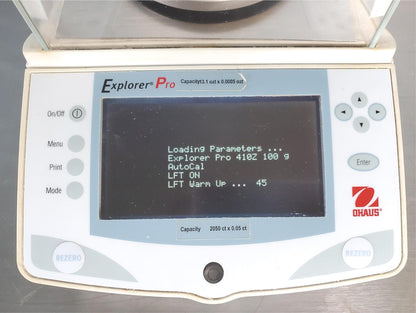 Explorer® Pro Capacity 13.1 ozt x 0.0005 ozt
On/Off
Menu
Print
Mode
Loading Parameters ...
Explorer Pro 410Z 100 g
AutoCal
LFT ON
LFT Warm Up ... 45
Enter
OHAUS®
Capacity 2050 ct x 0.05 ct
REZERO
REZERO